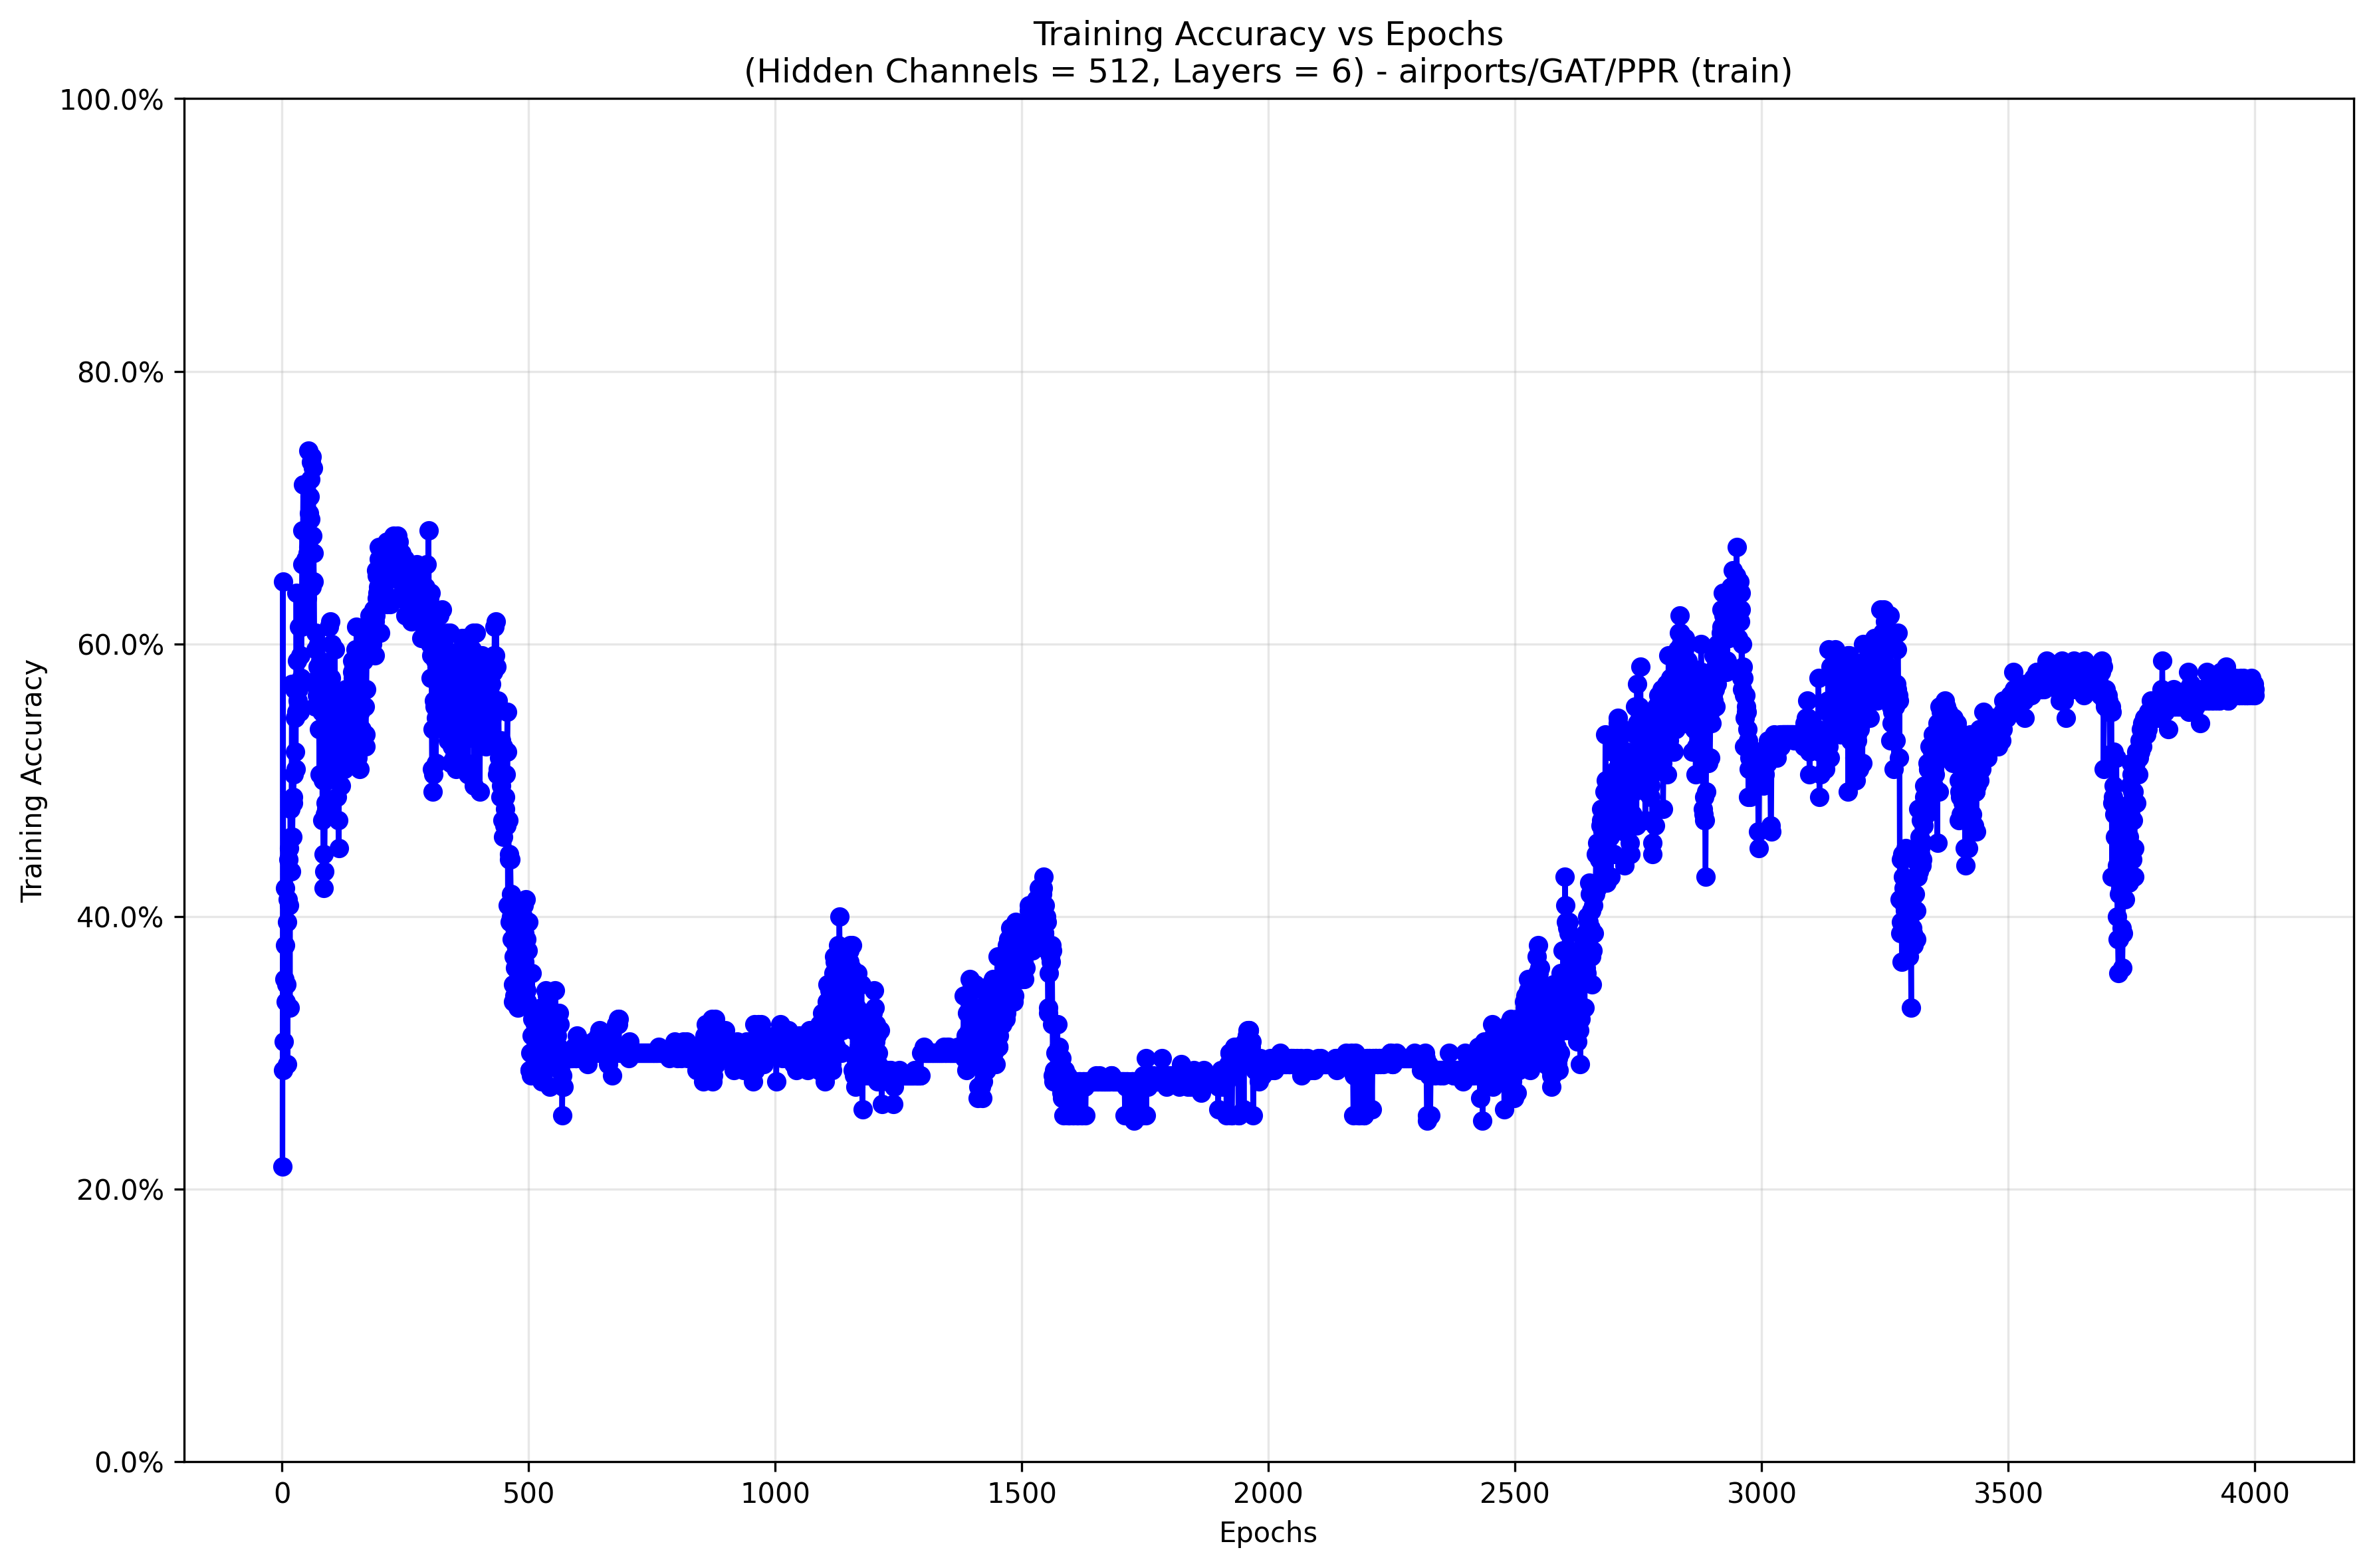 Training Accuracy vs Epochs
(Hidden Channels = 512, Layers = 6) - airports/GAT/PPR (train)
100.0%
80.0%
60.0%
40.0%
20.0%
0.0%
Training Accuracy
0 500 1000 1500 2000 2500 3000 3500 4000
Epochs